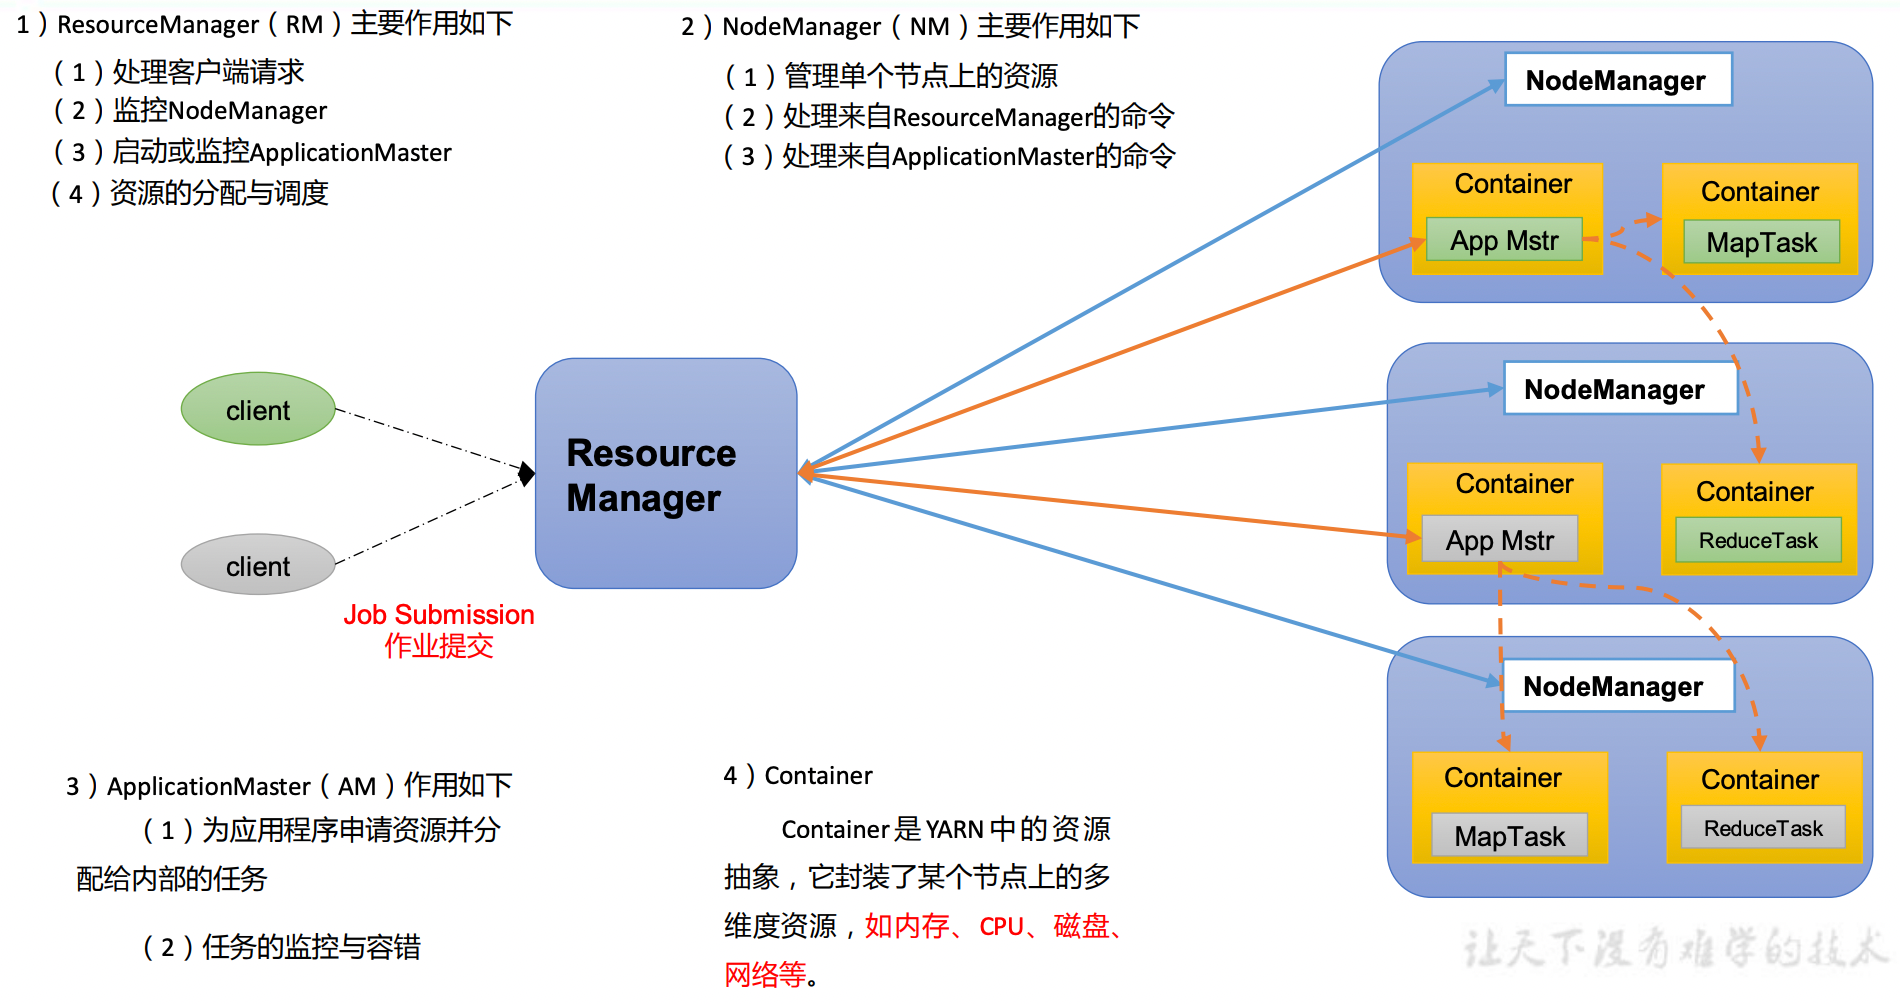 1）ResourceManager（RM）主要作用如下
（1）处理客户端请求
（2）监控NodeManager
（3）启动或监控ApplicationMaster
（4）资源的分配与调度
2）NodeManager（NM）主要作用如下
（1）管理单个节点上的资源
（2）处理来自ResourceManager的命令
（3）处理来自ApplicationMaster的命令
client
client
Job Submission
作业提交
Resource
Manager
NodeManager
Container
App Mstr
Container
MapTask
NodeManager
Container
App Mstr
Container
ReduceTask
NodeManager
Container
MapTask
Container
ReduceTask
3）ApplicationMaster（AM）作用如下
（1）为应用程序申请资源并分
配给内部的任务
（2）任务的监控与容错
4）Container
Container是YARN中的资源
抽象，它封装了某个节点上的多
维度资源，如内存、CPU、磁盘、
网络等。
让天下没有难学的技术